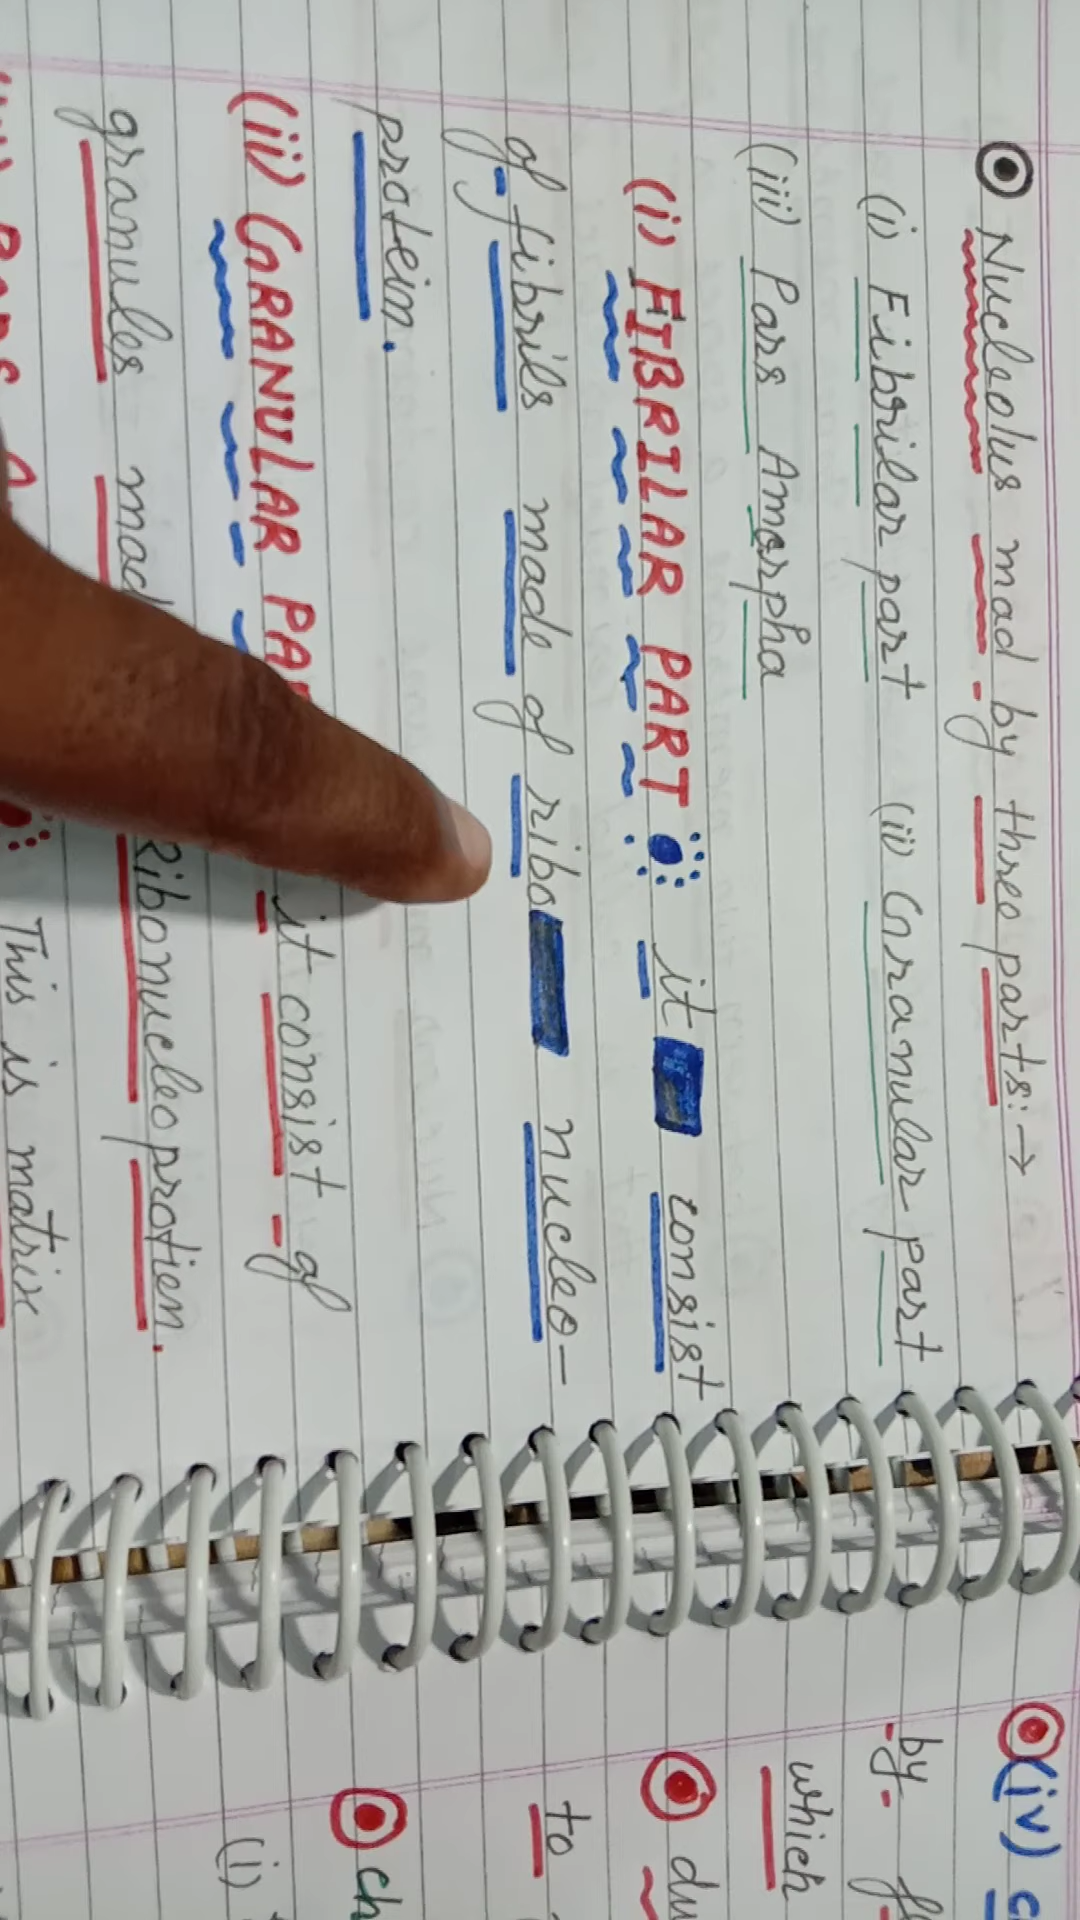 Nucleolus mad by three parts:→
(i) Fibrilar part (ii) Granular part
(iii) Pars Amorpha
(i) FIBRILAR PART : it consist
of fibrils made of ribo nucleo-
protein.
(ii) GRANULAR it consist of
granules Ribonucleoprotien.
This is matrix
(iv)
by
which
du
to
ch
(i)